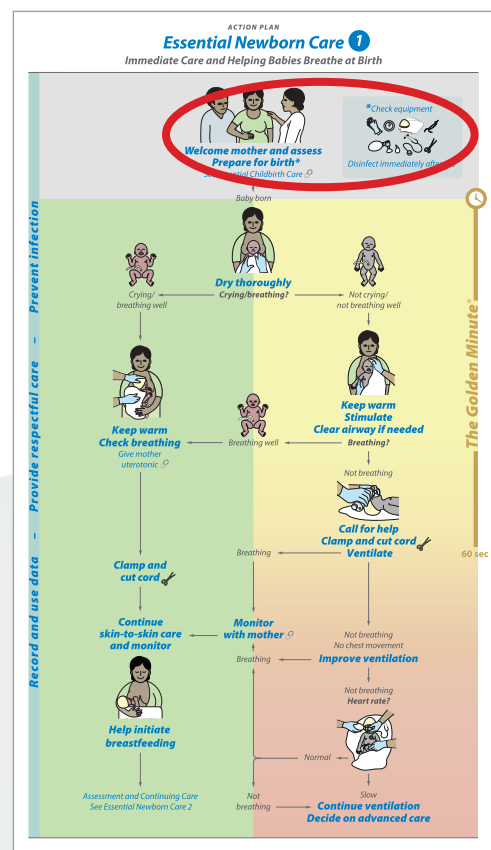 ACTION PLAN
Essential Newborn Care 1
Immediate Care and Helping Babies Breathe at Birth
Welcome mother and assess
Prepare for birth*
Essential Childbirth Care
*Check equipment
Disinfect immediately after
Baby born
Dry thoroughly
Crying/breathing?
Crying/
breathing well
Not crying/
not breathing well
Keep warm
Check breathing
Give mother
uterotonic
Breathing well
Keep warm
Stimulate
Clear airway if needed
Breathing?
Not breathing
Call for help
Clamp and cut cord
Ventilate
Breathing
Clamp and
cut cord
Continue
skin-to-skin care
and monitor
Monitor
with mother
Not breathing
No chest movement
Breathing
Improve ventilation
Not breathing
Heart rate?
Help initiate
breastfeeding
Normal
Assessment and Continuing Care
See Essential Newborn Care 2
Not
breathing
Slow
Continue ventilation
Decide on advanced care
Record and use data – Provide respectful care – Prevent infection
The Golden Minute®
60 sec